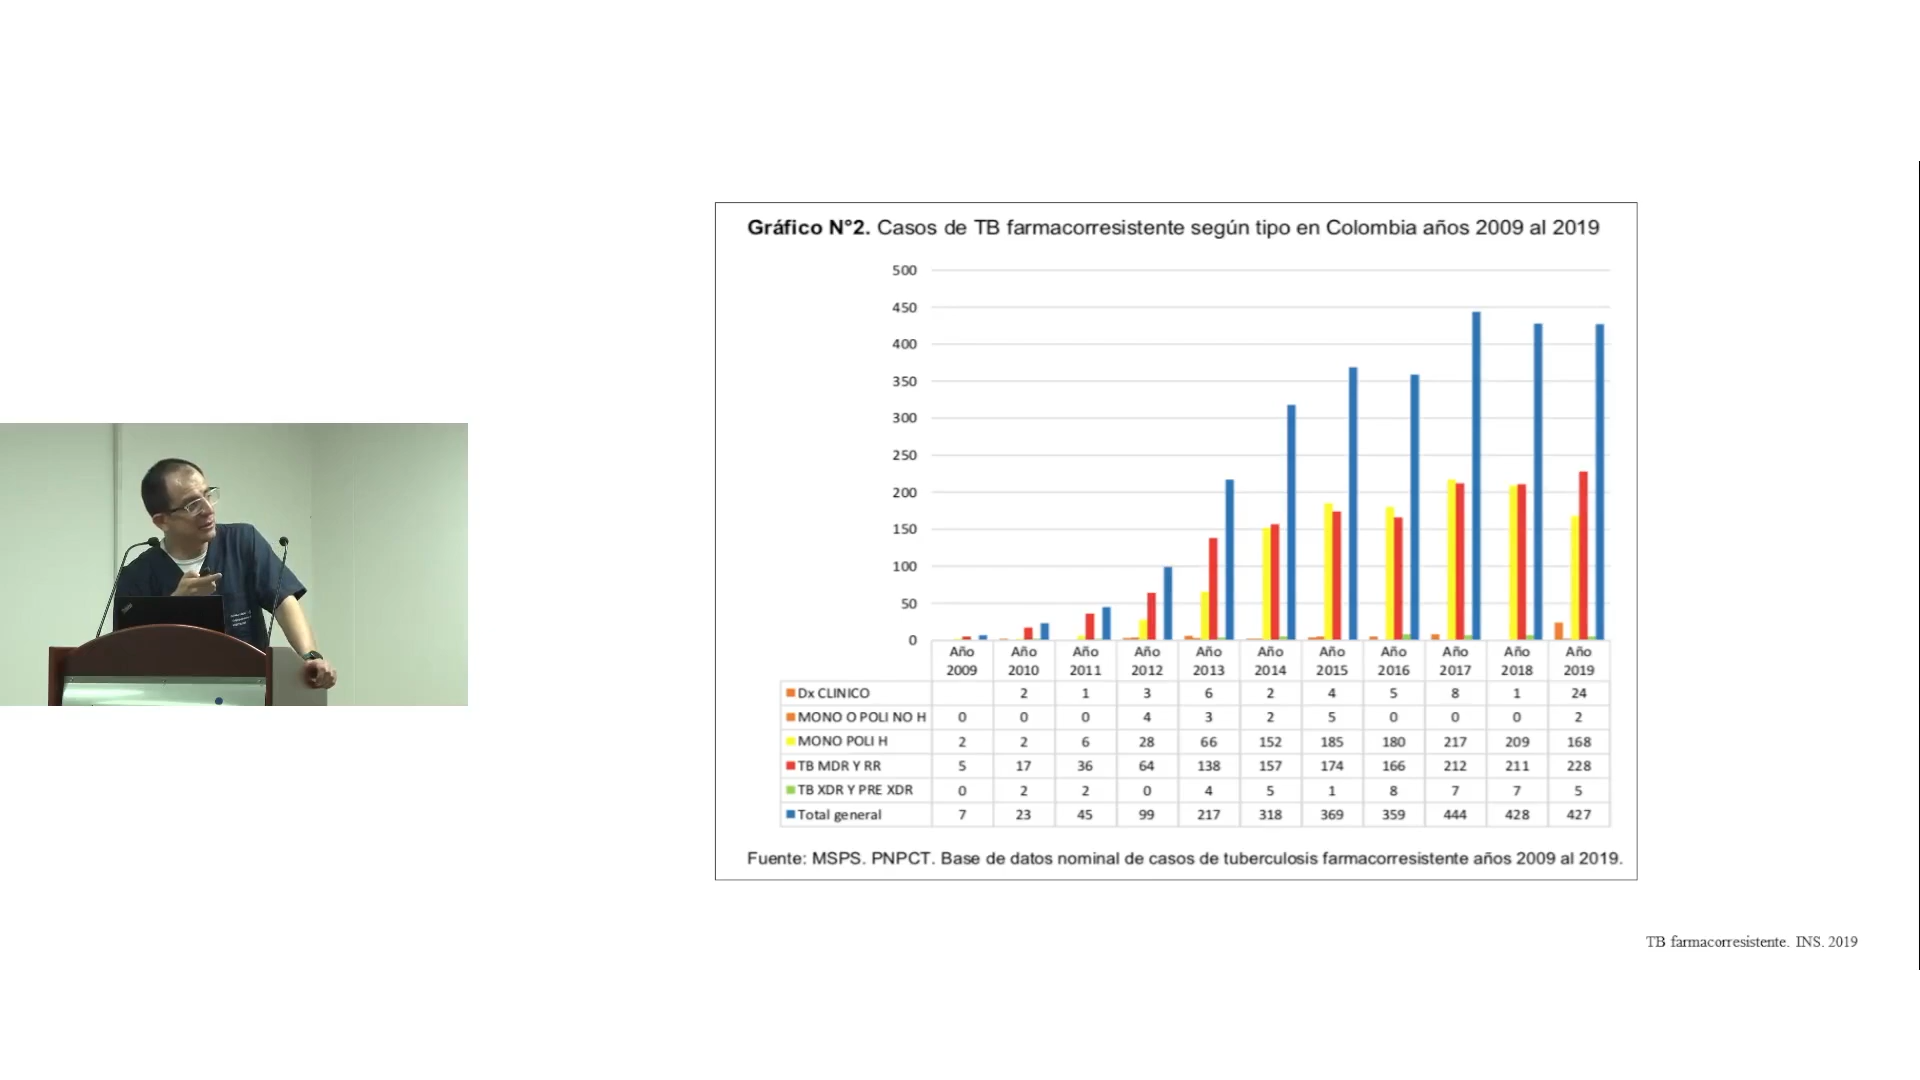 Gráfico N°2. Casos de TB farmacorresistente según tipo en Colombia años 2009 al 2019
500
450
400
350
300
250
200
150
100
50
0
Año 2009 Año 2010 Año 2011 Año 2012 Año 2013 Año 2014 Año 2015 Año 2016 Año 2017 Año 2018 Año 2019
Dx CLINICO 2 1 3 6 2 4 5 8 1 24
MONO O POLI NO H 0 0 0 4 3 2 5 0 0 0 2
MONO POLI H 2 2 6 28 66 152 185 180 217 209 168
TB MDR Y RR 5 17 36 64 138 157 174 166 212 211 228
TB XDR Y PRE XDR 0 2 2 0 4 5 1 8 7 7 5
Total general 7 23 45 99 217 318 369 359 444 428 427
Fuente: MSPS. PNPCT. Base de datos nominal de casos de tuberculosis farmacorresistente años 2009 al 2019.
TB farmacorresistente. INS. 2019